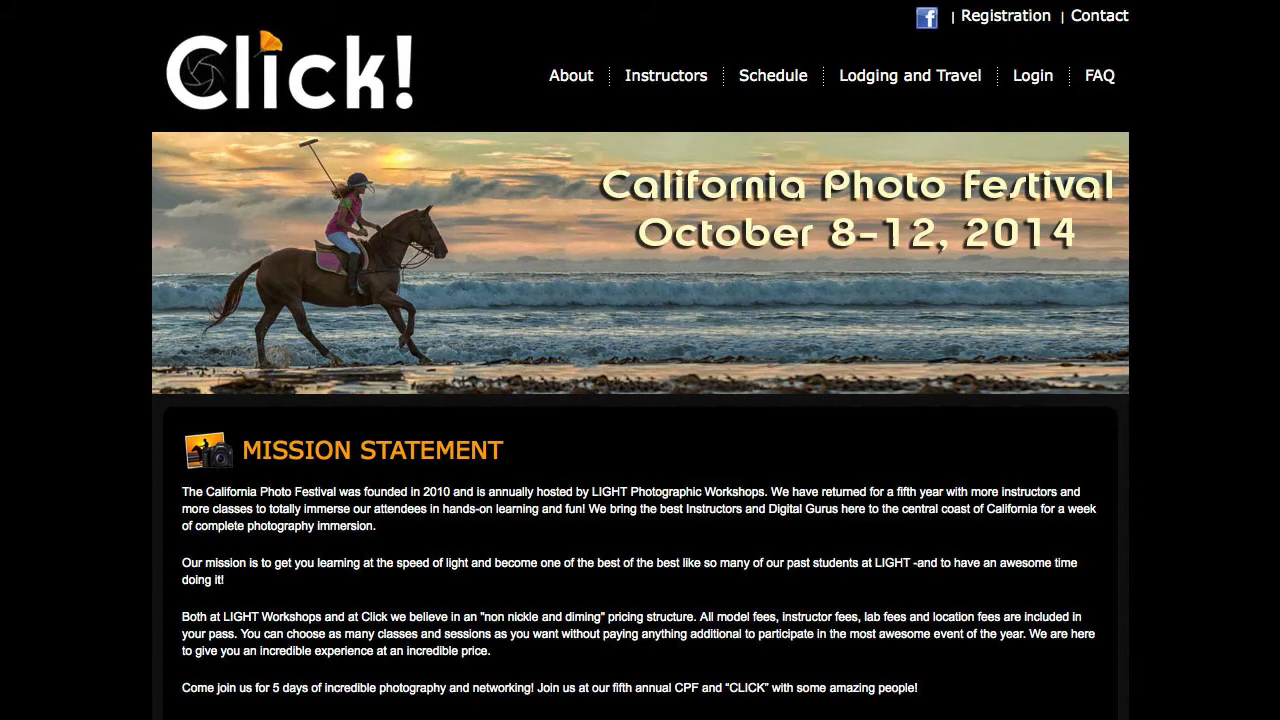 f | Registration | Contact
Click!
About Instructors Schedule Lodging and Travel Login FAQ
California Photo Festival
October 8-12, 2014
MISSION STATEMENT
The California Photo Festival was founded in 2010 and is annually hosted by LIGHT Photographic Workshops. We have returned for a fifth year with more instructors and
more classes to totally immerse our attendees in hands-on learning and fun! We bring the best Instructors and Digital Gurus here to the central coast of California for a week
of complete photography immersion.
Our mission is to get you learning at the speed of light and become one of the best of the best like so many of our past students at LIGHT -and to have an awesome time
doing it!
Both at LIGHT Workshops and at Click we believe in an "non nickle and diming" pricing structure. All model fees, instructor fees, lab fees and location fees are included in
your pass. You can choose as many classes and sessions as you want without paying anything additional to participate in the most awesome event of the year. We are here
to give you an incredible experience at an incredible price.
Come join us for 5 days of incredible photography and networking! Join us at our fifth annual CPF and “CLICK” with some amazing people!